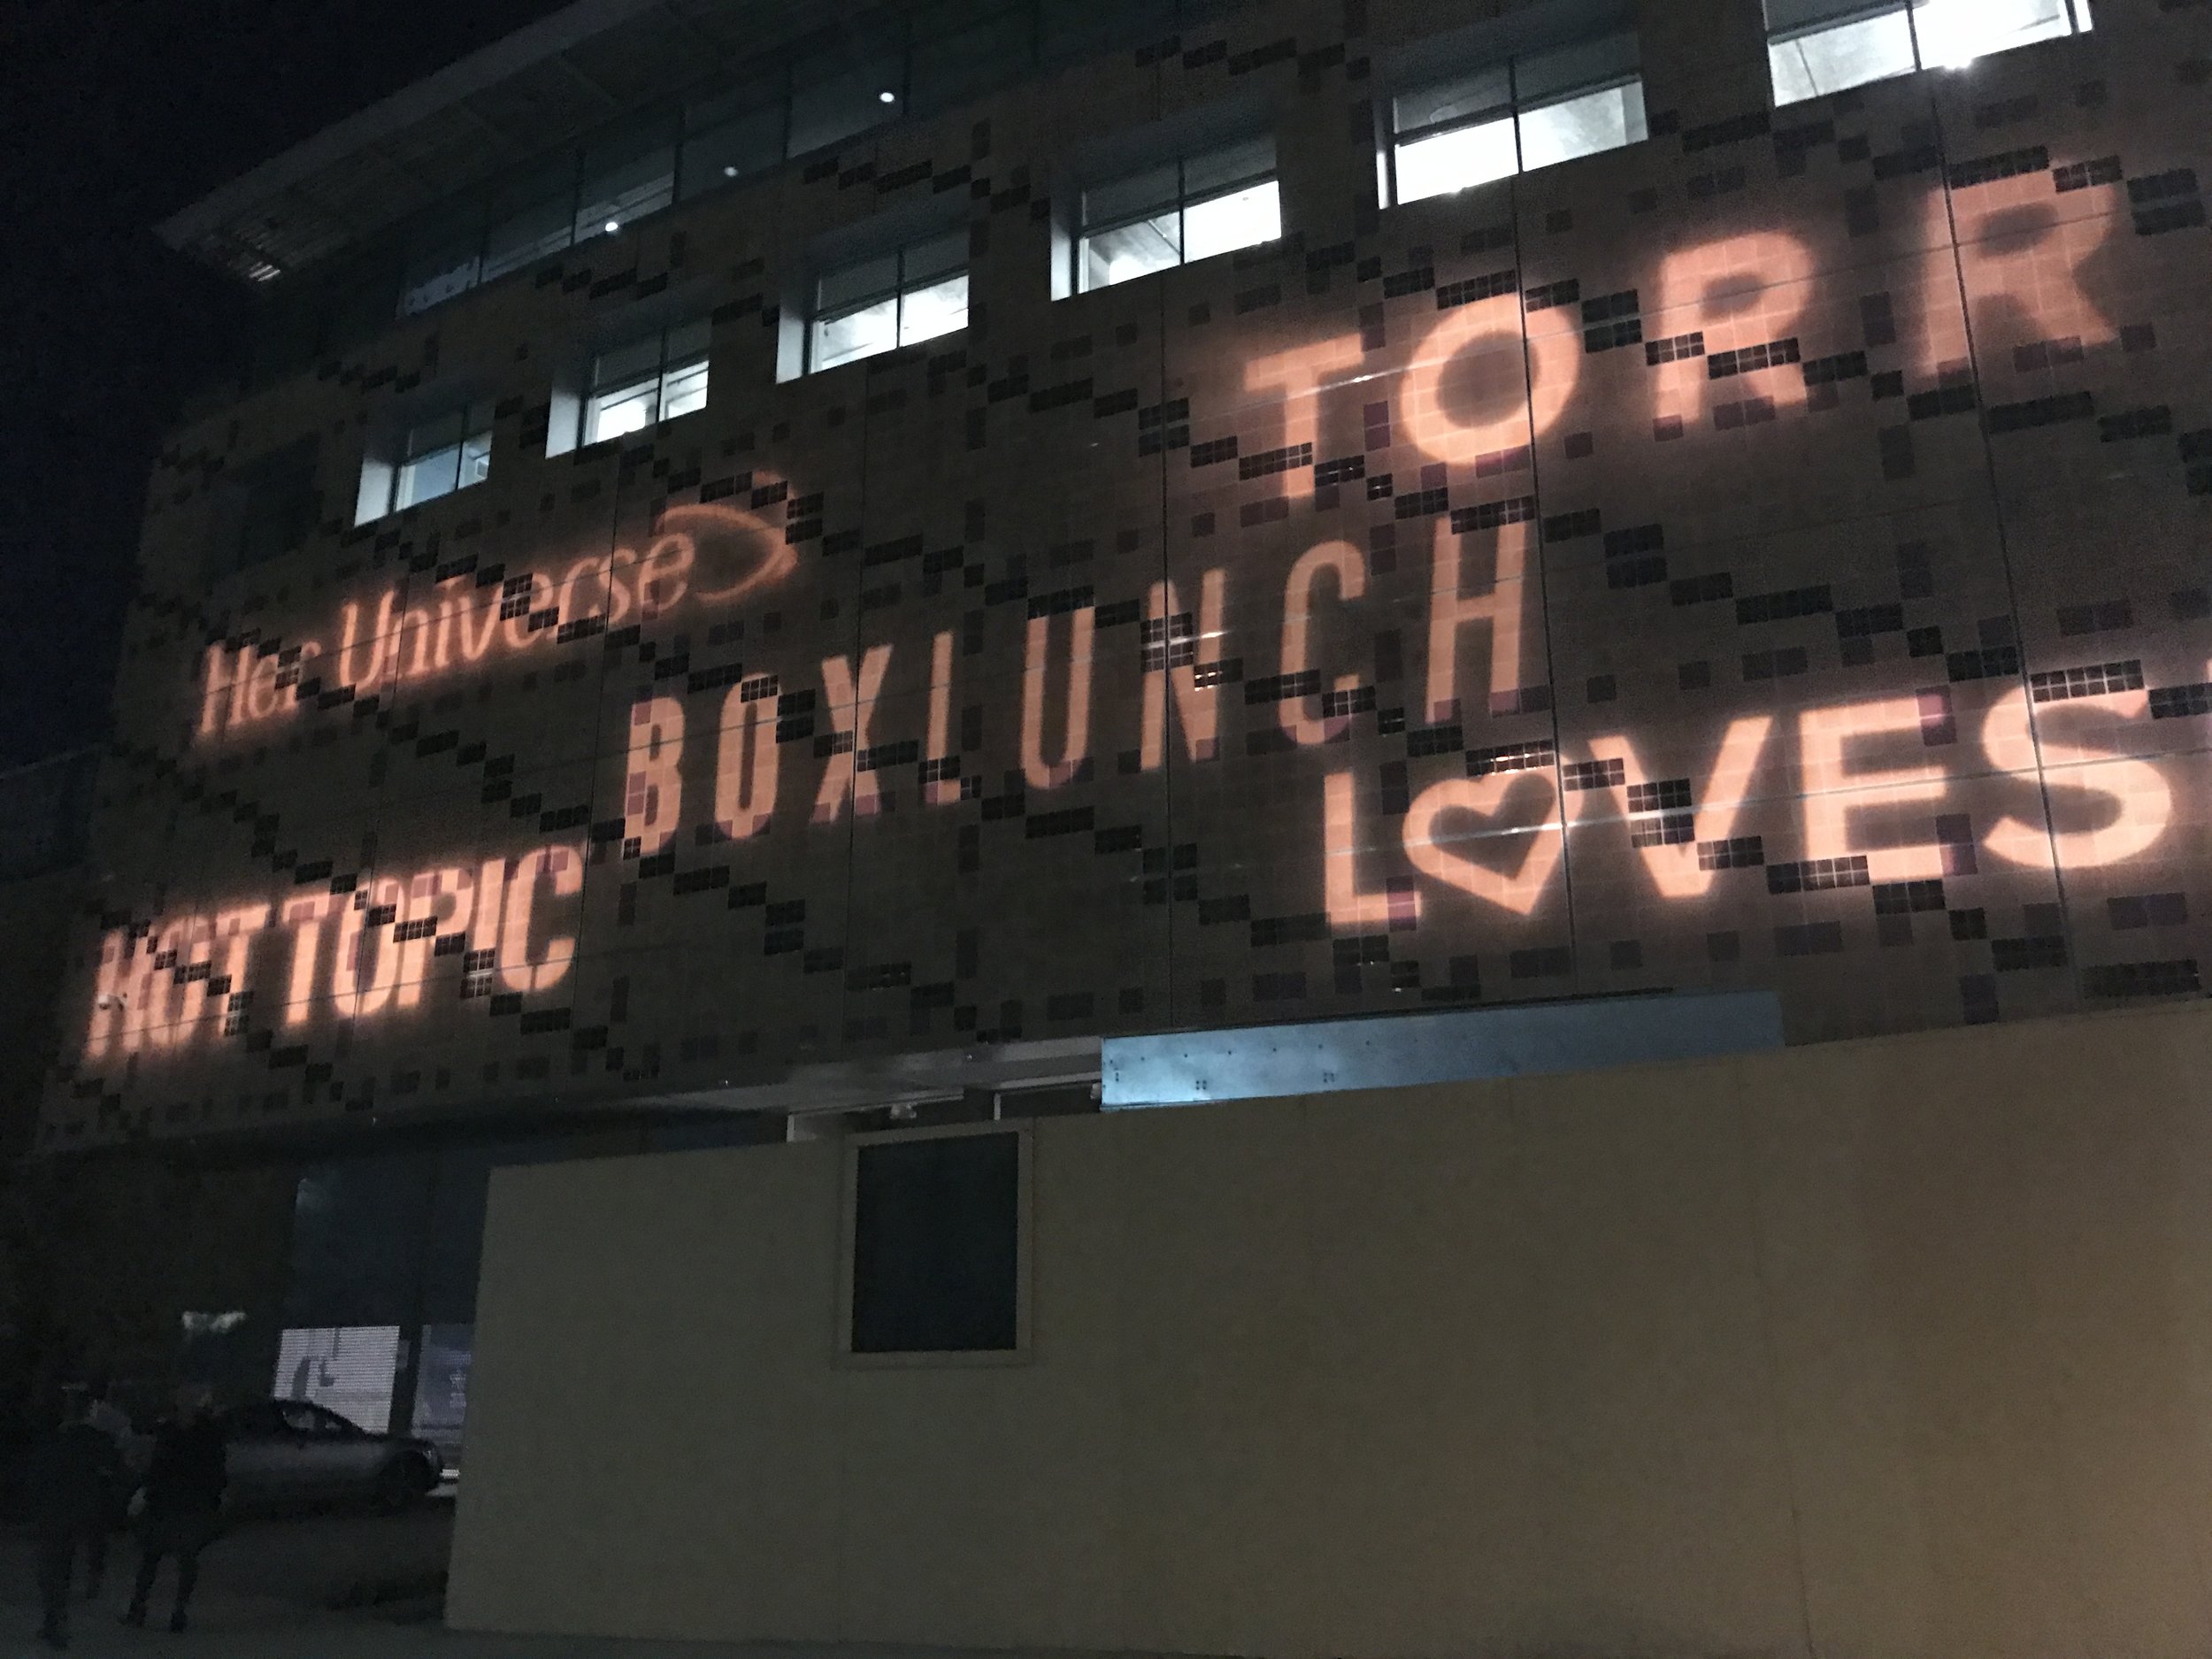 TORR
Her Universe
BOXLUNCH
LOVES
HOT TOPIC